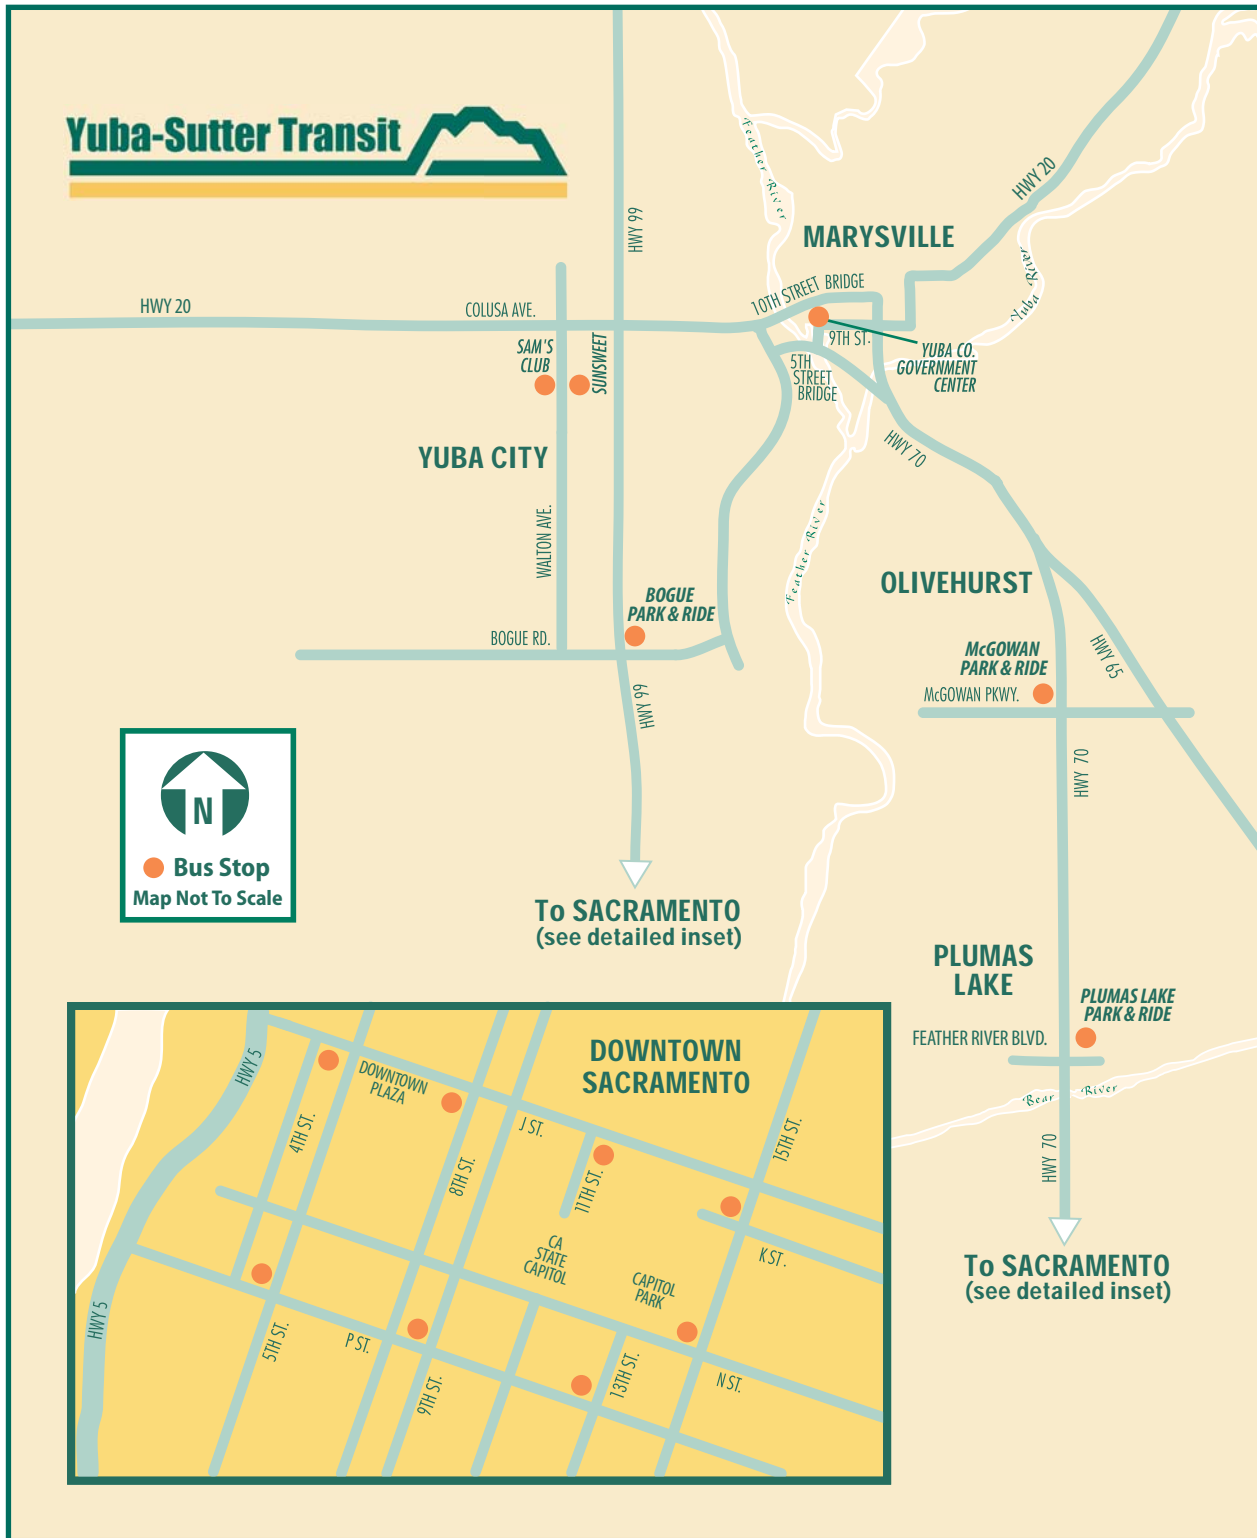 Yuba-Sutter Transit
Feather River
HWY 20
HWY 99
MARYSVILLE
Yuba River
HWY 20
COLUSA AVE.
10TH STREET BRIDGE
9TH ST.
YUBA CO.
GOVERNMENT
CENTER
SAM'S
CLUB
SUNSWEET
5TH
STREET
BRIDGE
YUBA CITY
HWY 70
WALTON AVE.
Feather River
OLIVEHURST
BOGUE
PARK & RIDE
BOGUE RD.
HWY 65
McGOWAN
PARK & RIDE
McGOWAN PKWY.
HWY 99
HWY 70
N
Bus Stop
Map Not To Scale
To SACRAMENTO
(see detailed inset)
PLUMAS
LAKE
PLUMAS LAKE
PARK & RIDE
FEATHER RIVER BLVD.
Bear River
HWY 70
To SACRAMENTO
(see detailed inset)
DOWNTOWN
SACRAMENTO
HWY 5
DOWNTOWN
PLAZA
4TH ST.
J ST.
15TH ST.
8TH ST.
11TH ST.
CA
STATE
CAPITOL
K ST.
CAPITOL
PARK
HWY 5
5TH ST.
P ST.
9TH ST.
13TH ST.
N ST.